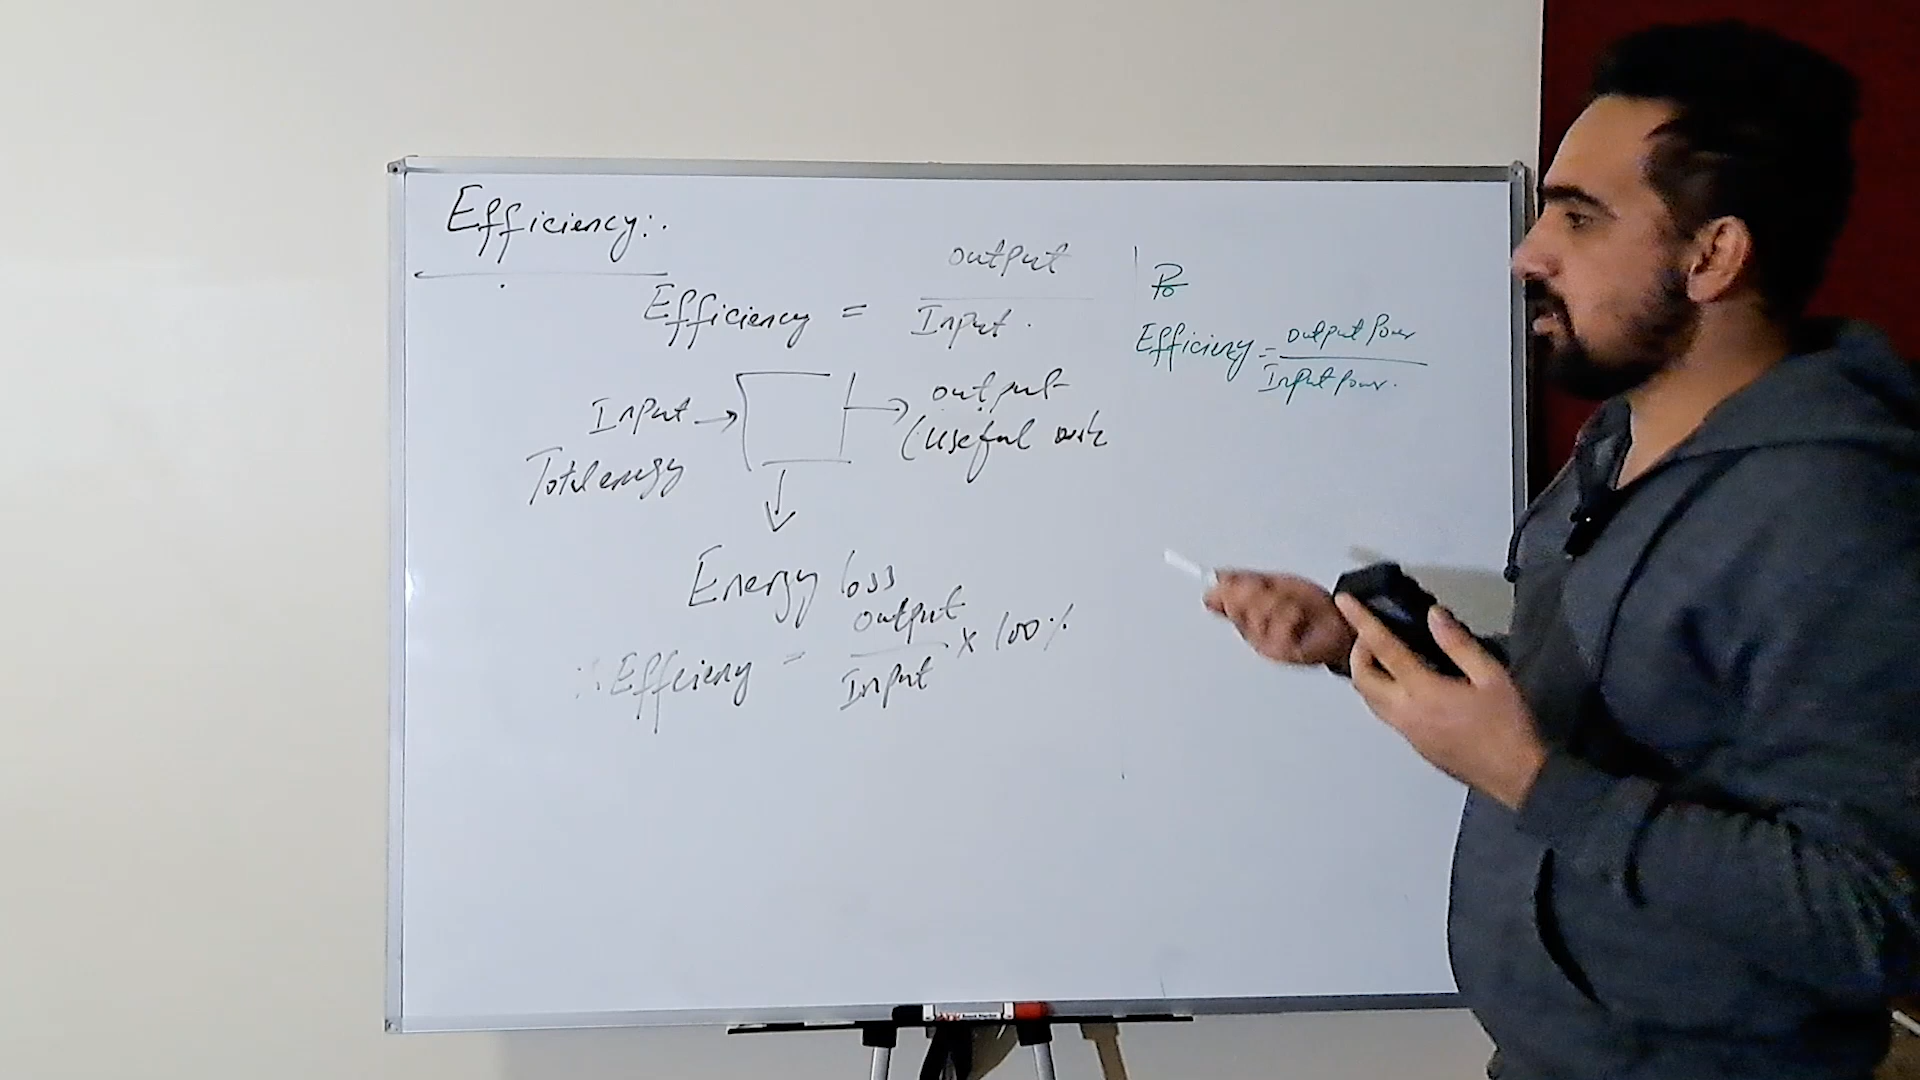 Efficiency:.
Efficiency = output
Input.
Input → output
Total energy (useful work
Energy loss
∴ Efficieny = output × 100%
Input
Po
Efficiency = output Power
Input power.